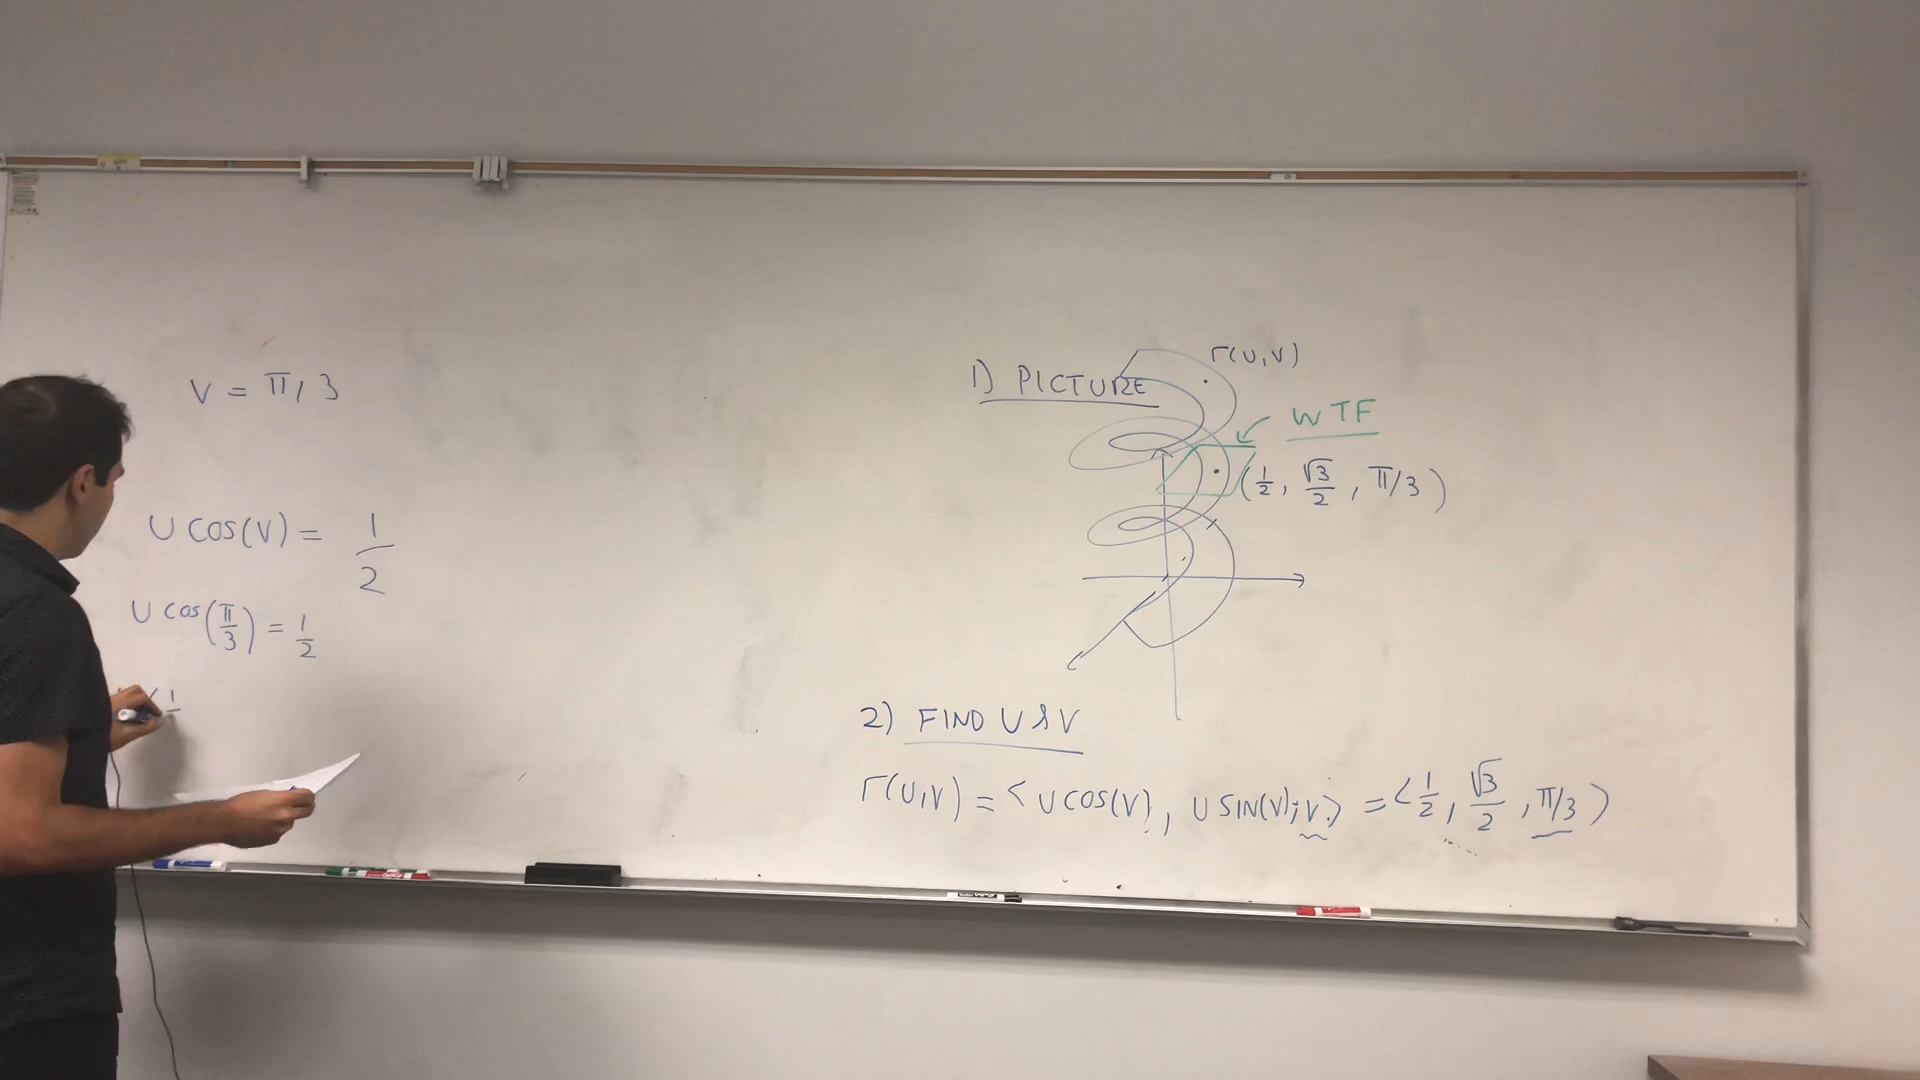 V = π/3
U COS(V) = 1/2
U COS(π/3) = 1/2
1
1) PICTURE
r(U,V)
WTF
(1/2, √3/2, π/3)
2) FIND U & V
r(U,V) = <U COS(V), U SIN(V), V> = <1/2, √3/2, π/3>